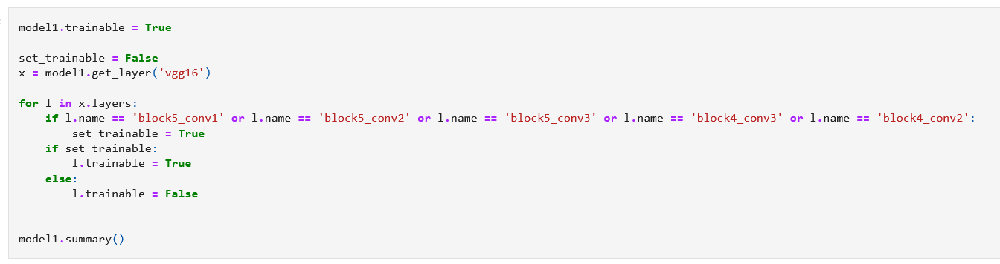 model1.trainable = True
set_trainable = False
x = model1.get_layer('vgg16')
for l in x.layers:
    if l.name == 'block5_conv1' or l.name == 'block5_conv2' or l.name == 'block5_conv3' or l.name == 'block4_conv3' or l.name == 'block4_conv2':
        set_trainable = True
    if set_trainable:
        l.trainable = True
    else:
        l.trainable = False
model1.summary()